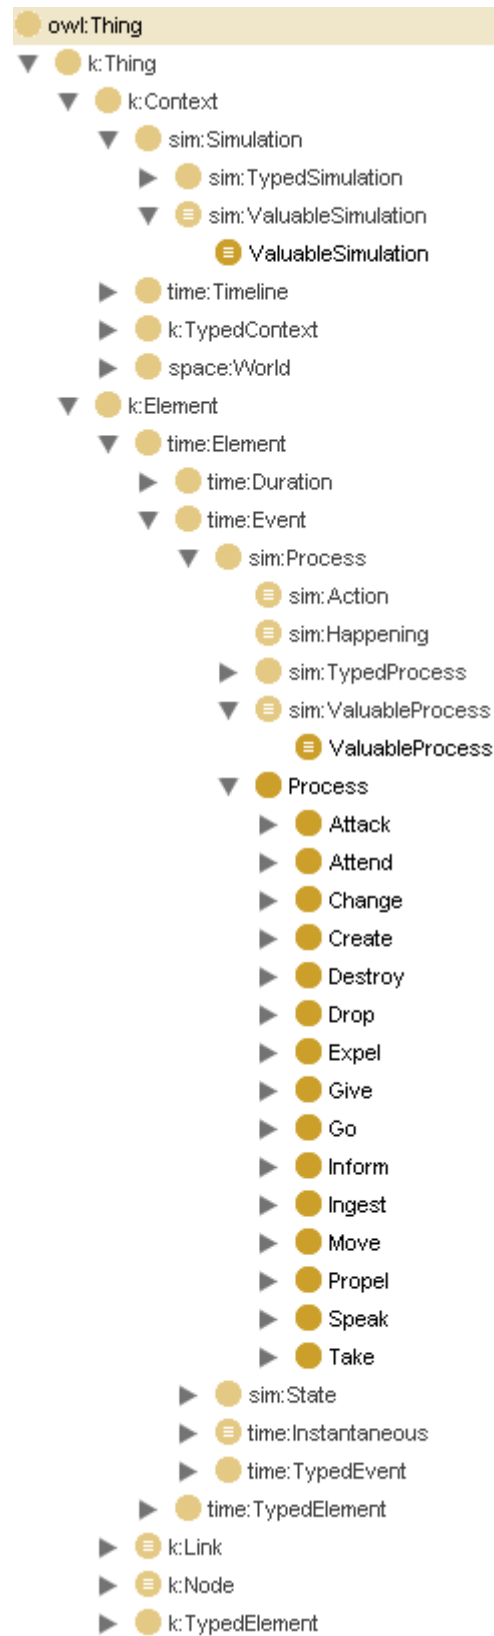 owl:Thing
k:Thing
k:Context
sim:Simulation
sim:TypedSimulation
sim:ValuableSimulation
ValuableSimulation
time:Timeline
k:TypedContext
space:World
k:Element
time:Element
time:Duration
time:Event
sim:Process
sim:Action
sim:Happening
sim:TypedProcess
sim:ValuableProcess
ValuableProcess
Process
Attack
Attend
Change
Create
Destroy
Drop
Expel
Give
Go
Inform
Ingest
Move
Propel
Speak
Take
sim:State
time:Instantaneous
time:TypedEvent
time:TypedElement
k:Link
k:Node
k:TypedElement